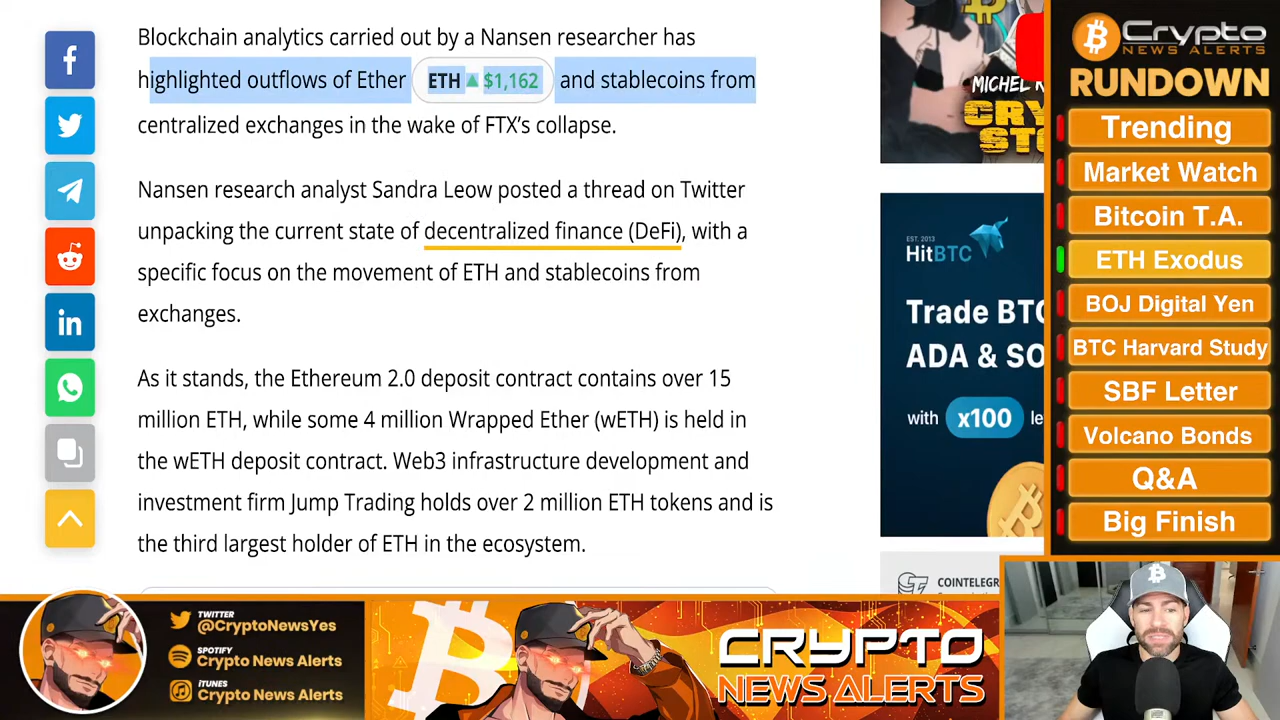 Blockchain analytics carried out by a Nansen researcher has
highlighted outflows of Ether ETH $1,162 and stablecoins from
centralized exchanges in the wake of FTX's collapse.
Nansen research analyst Sandra Leow posted a thread on Twitter
unpacking the current state of decentralized finance (DeFi), with a
specific focus on the movement of ETH and stablecoins from
exchanges.
As it stands, the Ethereum 2.0 deposit contract contains over 15
million ETH, while some 4 million Wrapped Ether (wETH) is held in
the wETH deposit contract. Web3 infrastructure development and
investment firm Jump Trading holds over 2 million ETH tokens and is
the third largest holder of ETH in the ecosystem.
MICHEL
CRY
STO
EST. 2013
HitBTC
Trade BTC
ADA & SO
with x100 le
COINTELEGR
Crypto
NEWS ALERTS
RUNDOWN
Trending
Market Watch
Bitcoin T.A.
ETH Exodus
BOJ Digital Yen
BTC Harvard Study
SBF Letter
Volcano Bonds
Q&A
Big Finish
TWITTER
@CryptoNewsYes
SPOTIFY
Crypto News Alerts
iTUNES
Crypto News Alerts
CRYPTO
NEWS ALERTS